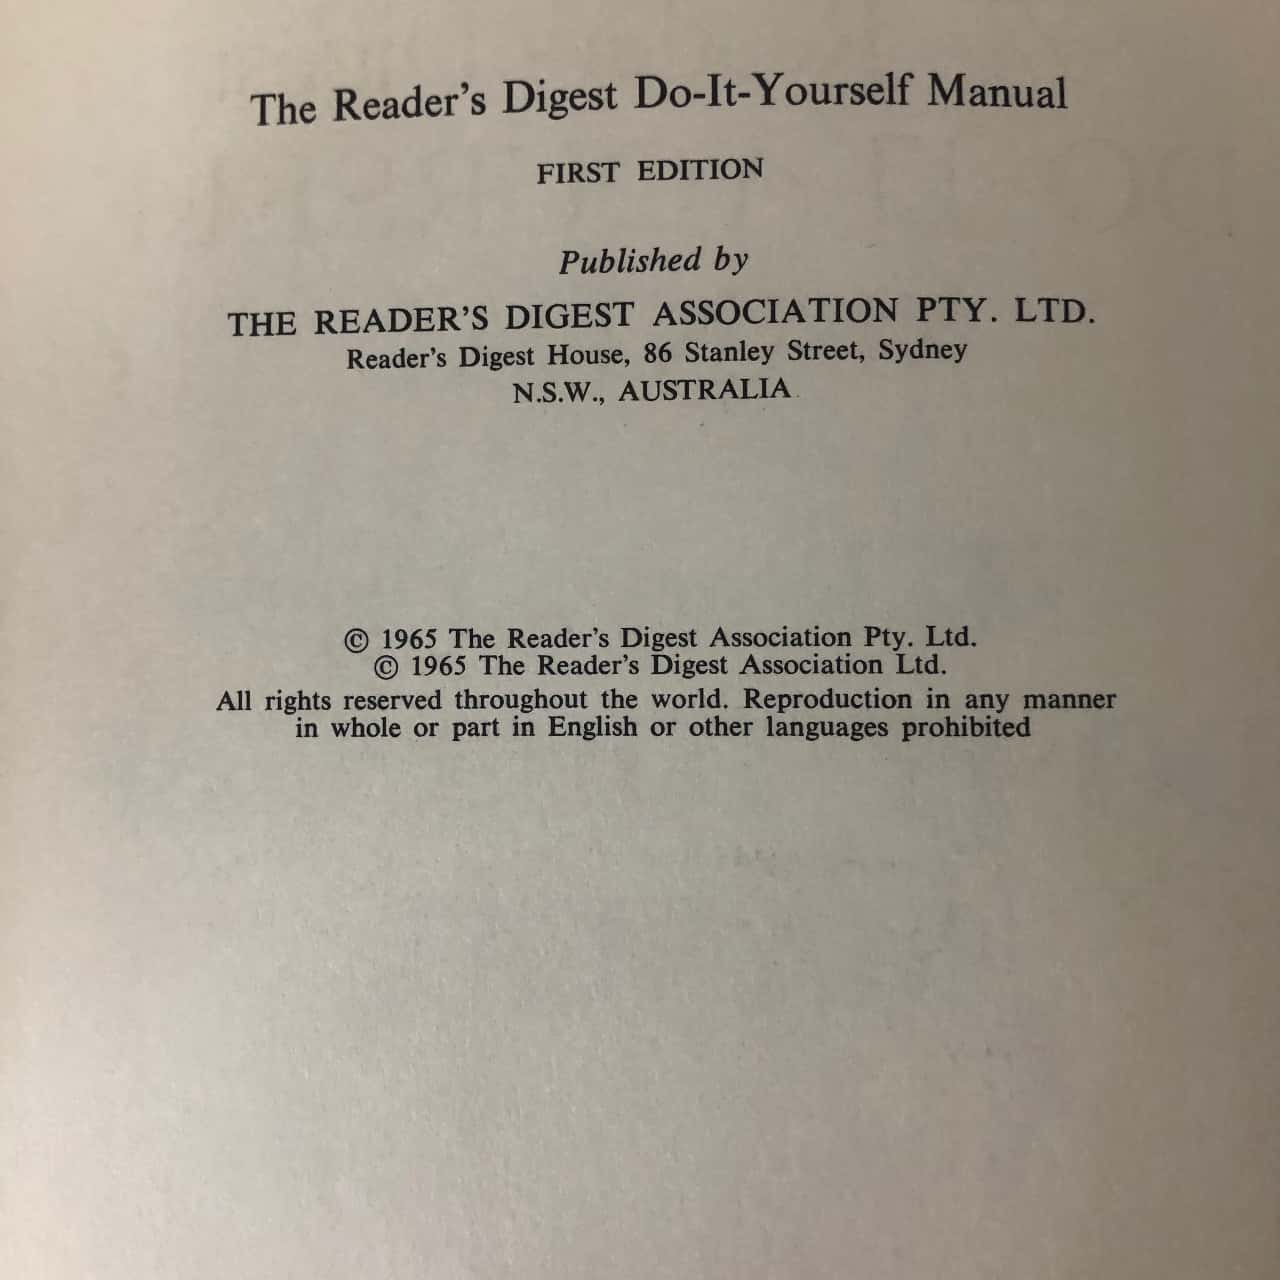 The Reader's Digest Do-It-Yourself Manual
FIRST EDITION
Published by
THE READER'S DIGEST ASSOCIATION PTY. LTD.
Reader's Digest House, 86 Stanley Street, Sydney
N.S.W., AUSTRALIA
© 1965 The Reader's Digest Association Pty. Ltd.
© 1965 The Reader's Digest Association Ltd.
All rights reserved throughout the world. Reproduction in any manner
in whole or part in English or other languages prohibited